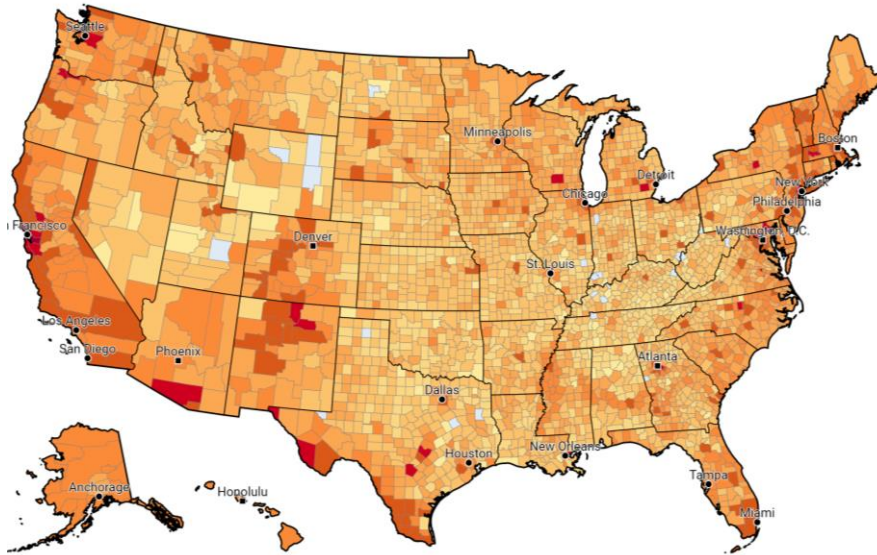 Seattle
Minneapolis
Boston
Detroit
Chicago
New York
Philadelphia
n Francisco
Denver
Washington, D.C.
St. Louis
Los Angeles
San Diego
Phoenix
Atlanta
Dallas
Houston
New Orleans
Tampa
Anchorage
Honolulu
Miami